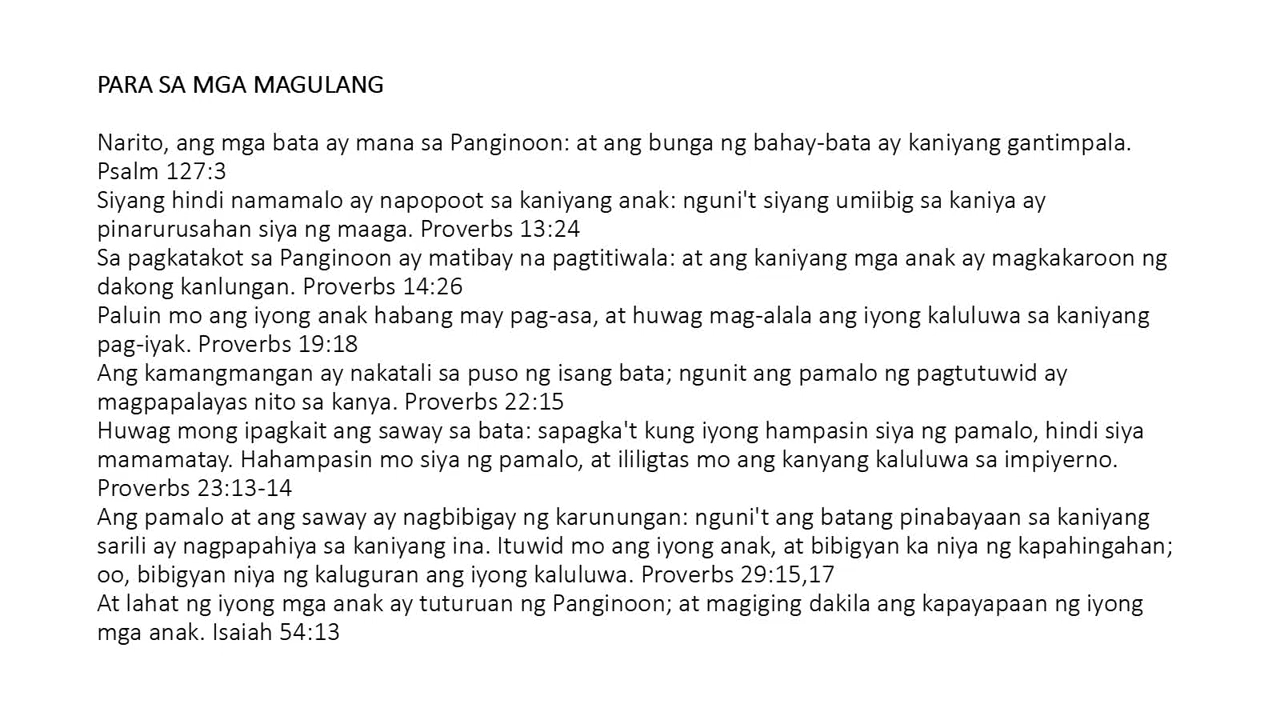 PARA SA MGA MAGULANG
Narito, ang mga bata ay mana sa Panginoon: at ang bunga ng bahay-bata ay kaniyang gantimpala.
Psalm 127:3
Siyang hindi namamalo ay napopoot sa kaniyang anak: nguni't siyang umiibig sa kaniya ay
pinarurusahan siya ng maaga. Proverbs 13:24
Sa pagkatakot sa Panginoon ay matibay na pagtitiwala: at ang kaniyang mga anak ay magkakaroon ng
dakong kanlungan. Proverbs 14:26
Paluin mo ang iyong anak habang may pag-asa, at huwag mag-alala ang iyong kaluluwa sa kaniyang
pag-iyak. Proverbs 19:18
Ang kamangmangan ay nakatali sa puso ng isang bata; ngunit ang pamalo ng pagtutuwid ay
magpapalayas nito sa kanya. Proverbs 22:15
Huwag mong ipagkait ang saway sa bata: sapagka't kung iyong hampasin siya ng pamalo, hindi siya
mamamatay. Hahampasin mo siya ng pamalo, at ililigtas mo ang kanyang kaluluwa sa impiyerno.
Proverbs 23:13-14
Ang pamalo at ang saway ay nagbibigay ng karunungan: nguni't ang batang pinabayaan sa kaniyang
sarili ay nagpapahiya sa kaniyang ina. Ituwid mo ang iyong anak, at bibigyan ka niya ng kapahingahan;
oo, bibigyan niya ng kaluguran ang iyong kaluluwa. Proverbs 29:15,17
At lahat ng iyong mga anak ay tuturuan ng Panginoon; at magiging dakila ang kapayapaan ng iyong
mga anak. Isaiah 54:13